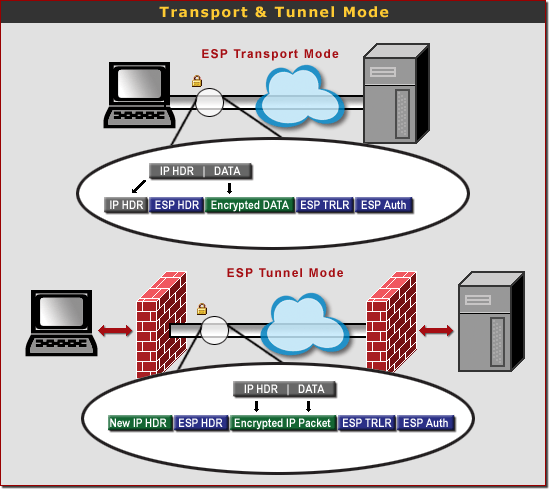 Transport & Tunnel Mode
ESP Transport Mode
IP HDR | DATA
IP HDR ESP HDR Encrypted DATA ESP TRLR ESP Auth
ESP Tunnel Mode
IP HDR | DATA
New IP HDR ESP HDR Encrypted IP Packet ESP TRLR ESP Auth